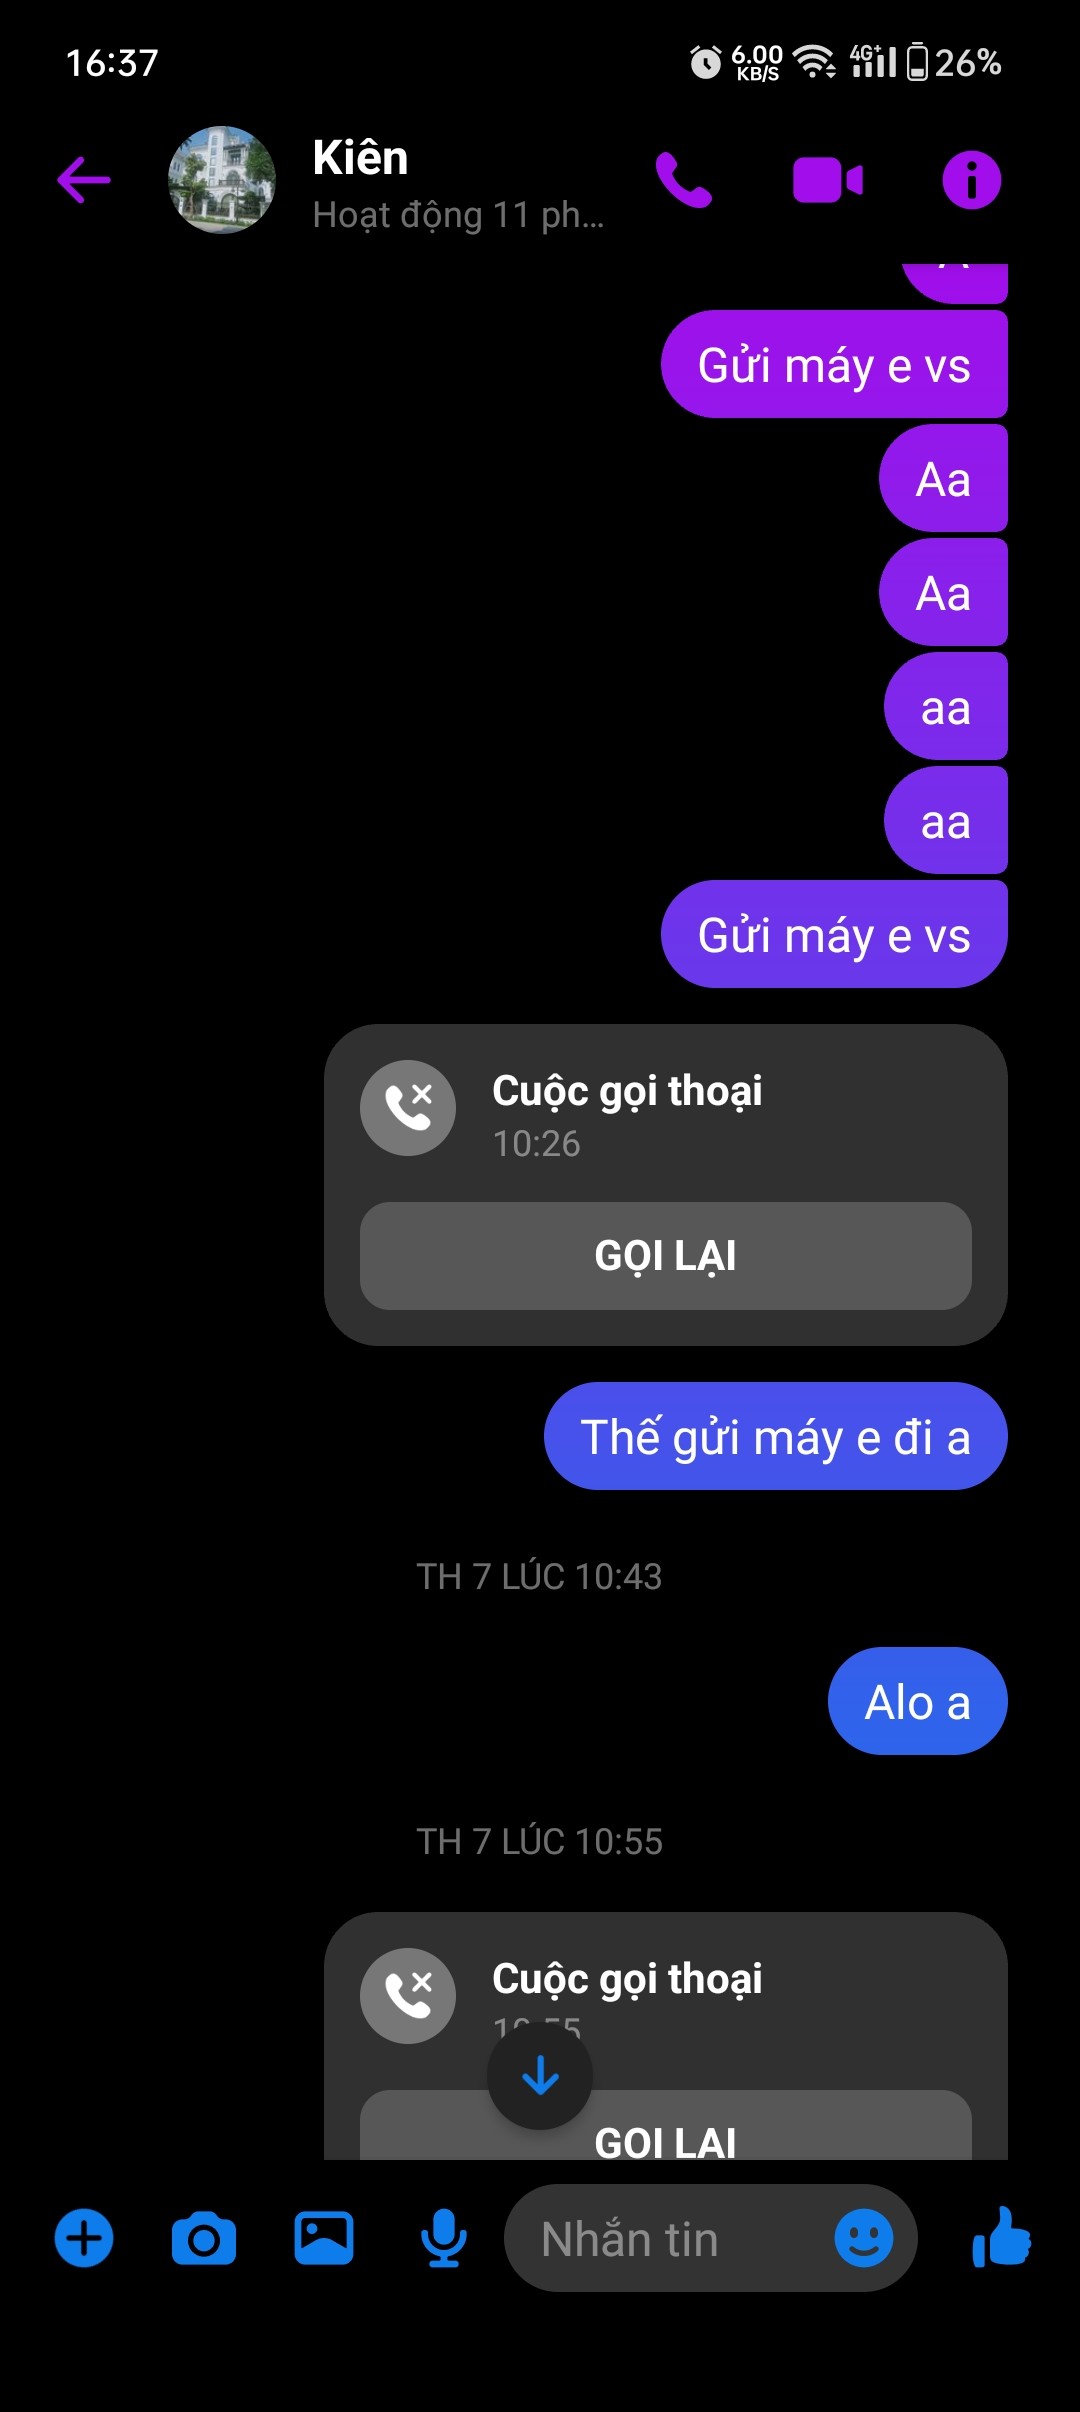 16:37
6.00
KB/S
4G+
26%
Kiên
Hoạt động 11 ph...
Gửi máy e vs
Aa
Aa
aa
aa
Gửi máy e vs
Cuộc gọi thoại
10:26
GỌI LẠI
Thế gửi máy e đi a
TH 7 LÚC 10:43
Alo a
TH 7 LÚC 10:55
Cuộc gọi thoại
10:55
GỌI LẠI
Nhắn tin